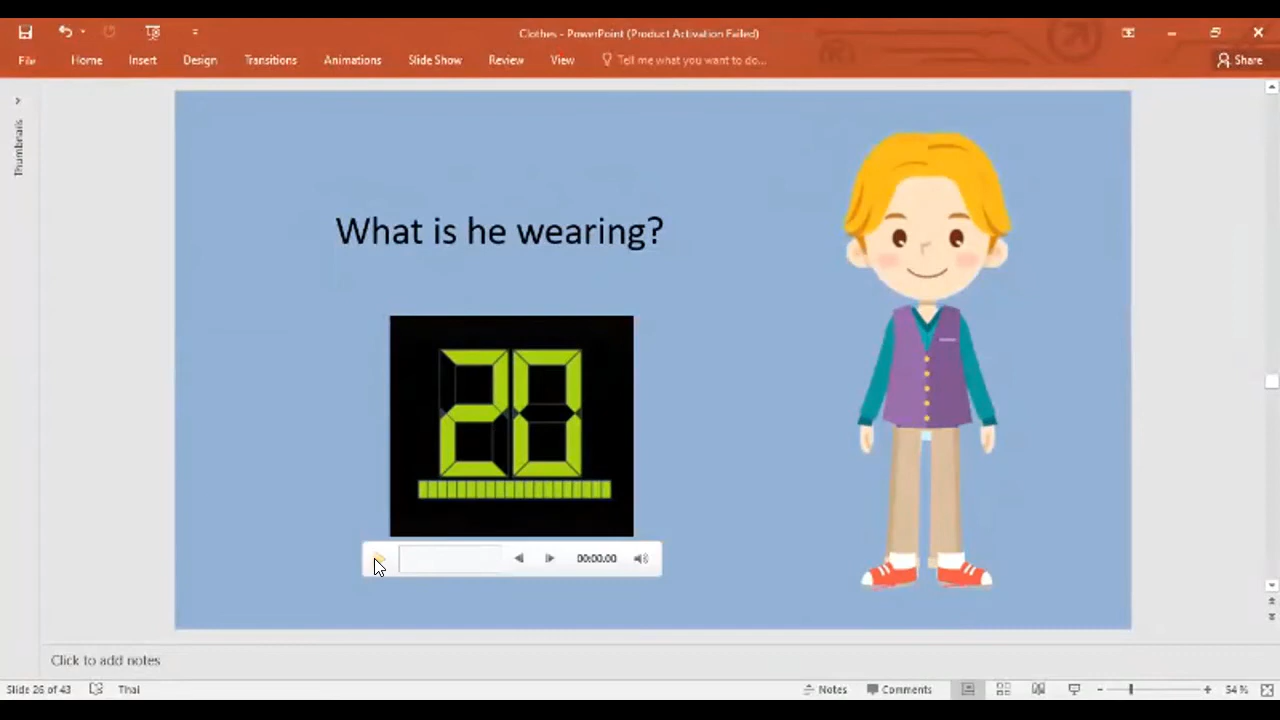 Clothes - PowerPoint (Product Activation Failed)
File Home Insert Design Transitions Animations Slide Show Review View Tell me what you want to do... Share
Thumbnails
What is he wearing?
20
00:00.00
Click to add notes
Slide 26 of 43 Thai Notes Comments 54 %